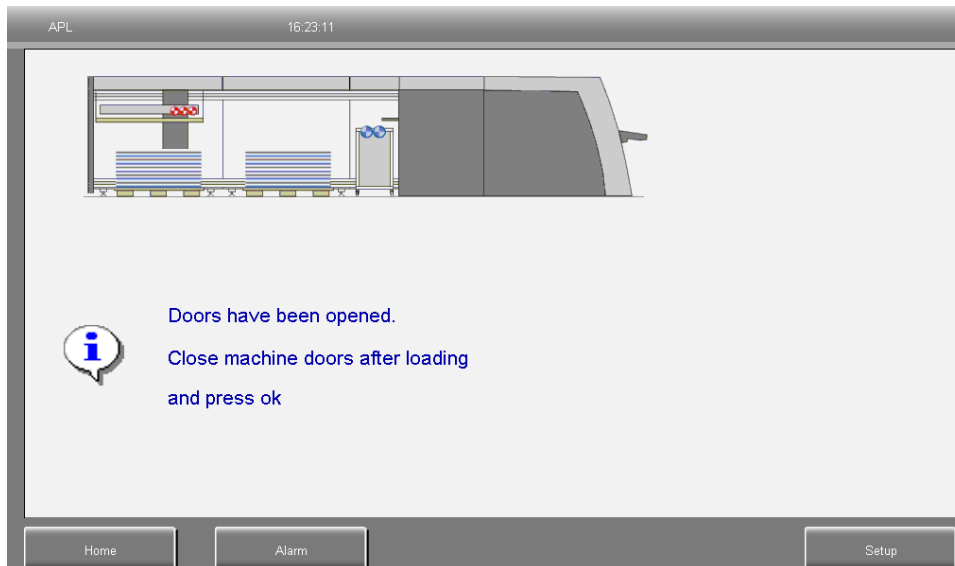 APL 16:23:11
Doors have been opened.
Close machine doors after loading
and press ok
Home Alarm Setup